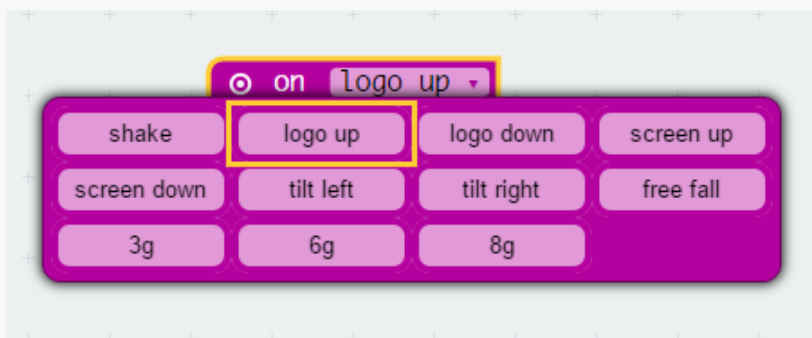 on logo up
shake logo up logo down screen up
screen down tilt left tilt right free fall
3g 6g 8g